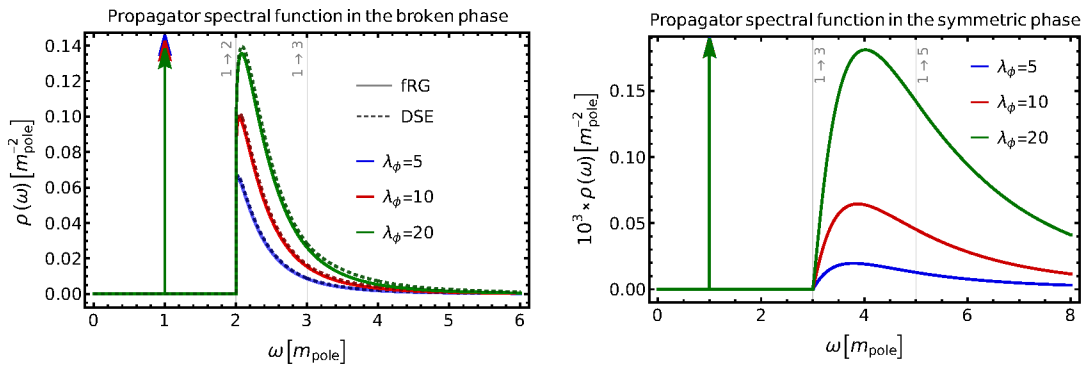 Propagator spectral function in the broken phase
0.14
0.12
0.10
0.08
0.06
0.04
0.02
0.00
ρ(ω)[m_pole^-2]
1→2
1→3
fRG
DSE
λ_ϕ=5
λ_ϕ=10
λ_ϕ=20
0 1 2 3 4 5 6
ω[m_pole]
Propagator spectral function in the symmetric phase
0.15
0.10
0.05
0.00
10^3×ρ(ω)[m_pole^-2]
1→3
1→5
λ_ϕ=5
λ_ϕ=10
λ_ϕ=20
0 2 4 6 8
ω[m_pole]